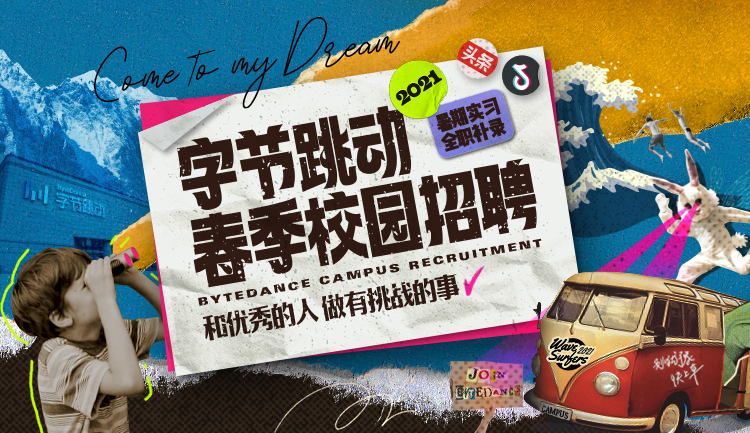 Come to my Dream
2021
头条
暑期实习
全职补录
字节跳动
春季校园招聘
BYTEDANCE CAMPUS RECRUITMENT
和优秀的人 做有挑战的事
字节跳动
Wave 2021
Surfers
CAMPUS
JOIN
BYTEDANCE